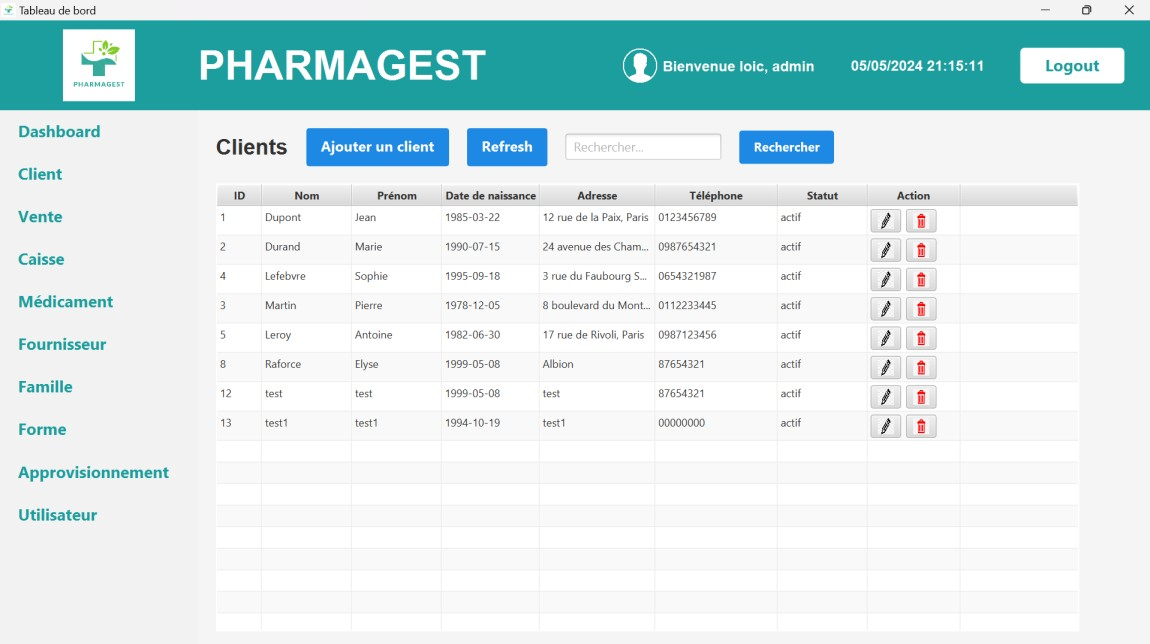 Tableau de bord
PHARMAGEST
PHARMAGEST
Bienvenue loic, admin
05/05/2024 21:15:11
Logout
Dashboard
Client
Vente
Caisse
Médicament
Fournisseur
Famille
Forme
Approvisionnement
Utilisateur
Clients
Ajouter un client
Refresh
Rechercher...
Rechercher
ID Nom Prénom Date de naissance Adresse Téléphone Statut Action
1 Dupont Jean 1985-03-22 12 rue de la Paix, Paris 0123456789 actif
2 Durand Marie 1990-07-15 24 avenue des Cham... 0987654321 actif
4 Lefebvre Sophie 1995-09-18 3 rue du Faubourg S... 0654321987 actif
3 Martin Pierre 1978-12-05 8 boulevard du Mont... 0112233445 actif
5 Leroy Antoine 1982-06-30 17 rue de Rivoli, Paris 0987123456 actif
8 Raforce Elyse 1999-05-08 Albion 87654321 actif
12 test test 1999-05-08 test 87654321 actif
13 test1 test1 1994-10-19 test1 00000000 actif